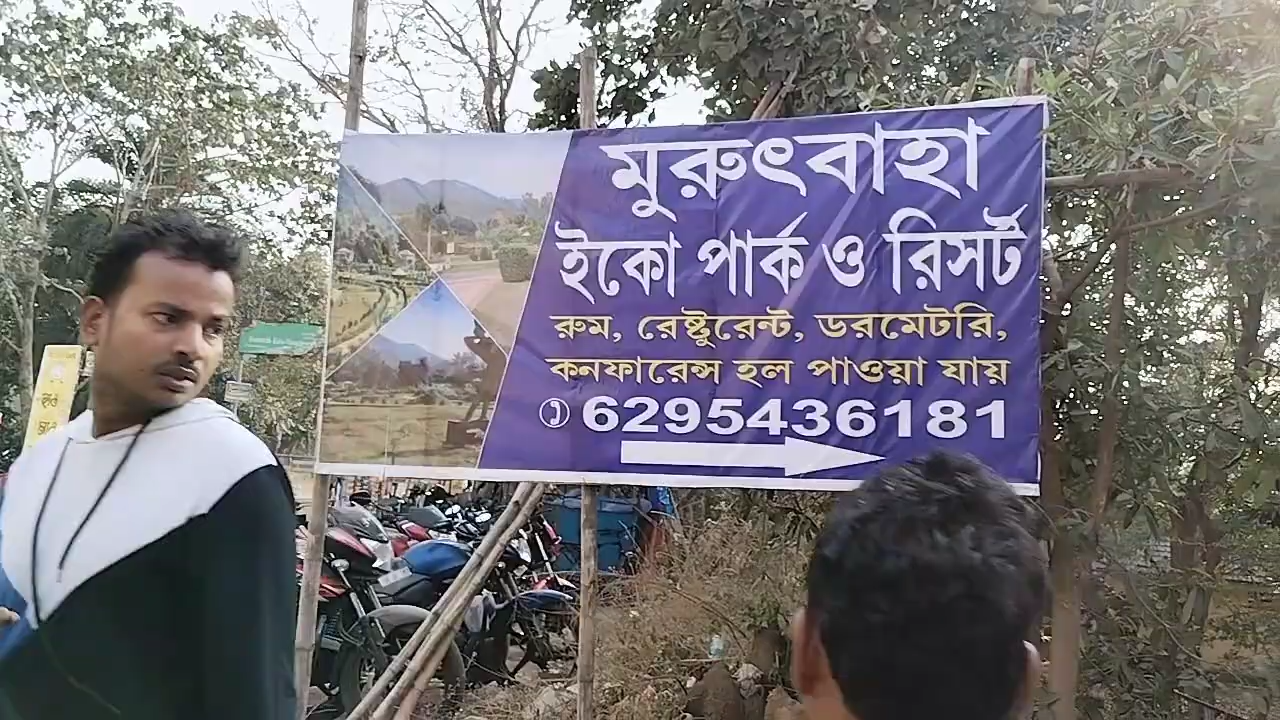 মুরুৎবাহা
ইকো পার্ক ও রিসর্ট
রুম, রেষ্টুরেন্ট, ডরমেটরি,
কনফারেন্স হল পাওয়া যায়
✆ 6295436181